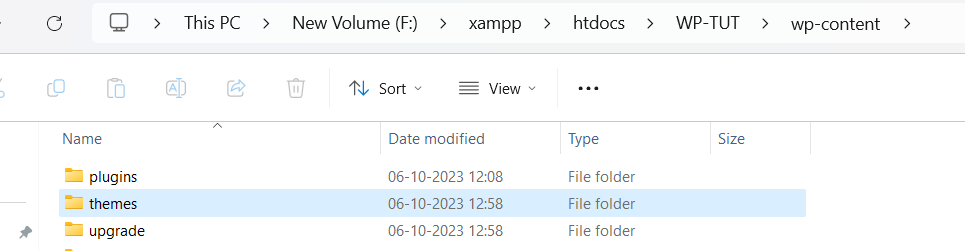 This PC > New Volume (F:) > xampp > htdocs > WP-TUT > wp-content >
Sort View
Name Date modified Type Size
plugins 06-10-2023 12:08 File folder
themes 06-10-2023 12:58 File folder
upgrade 06-10-2023 12:58 File folder